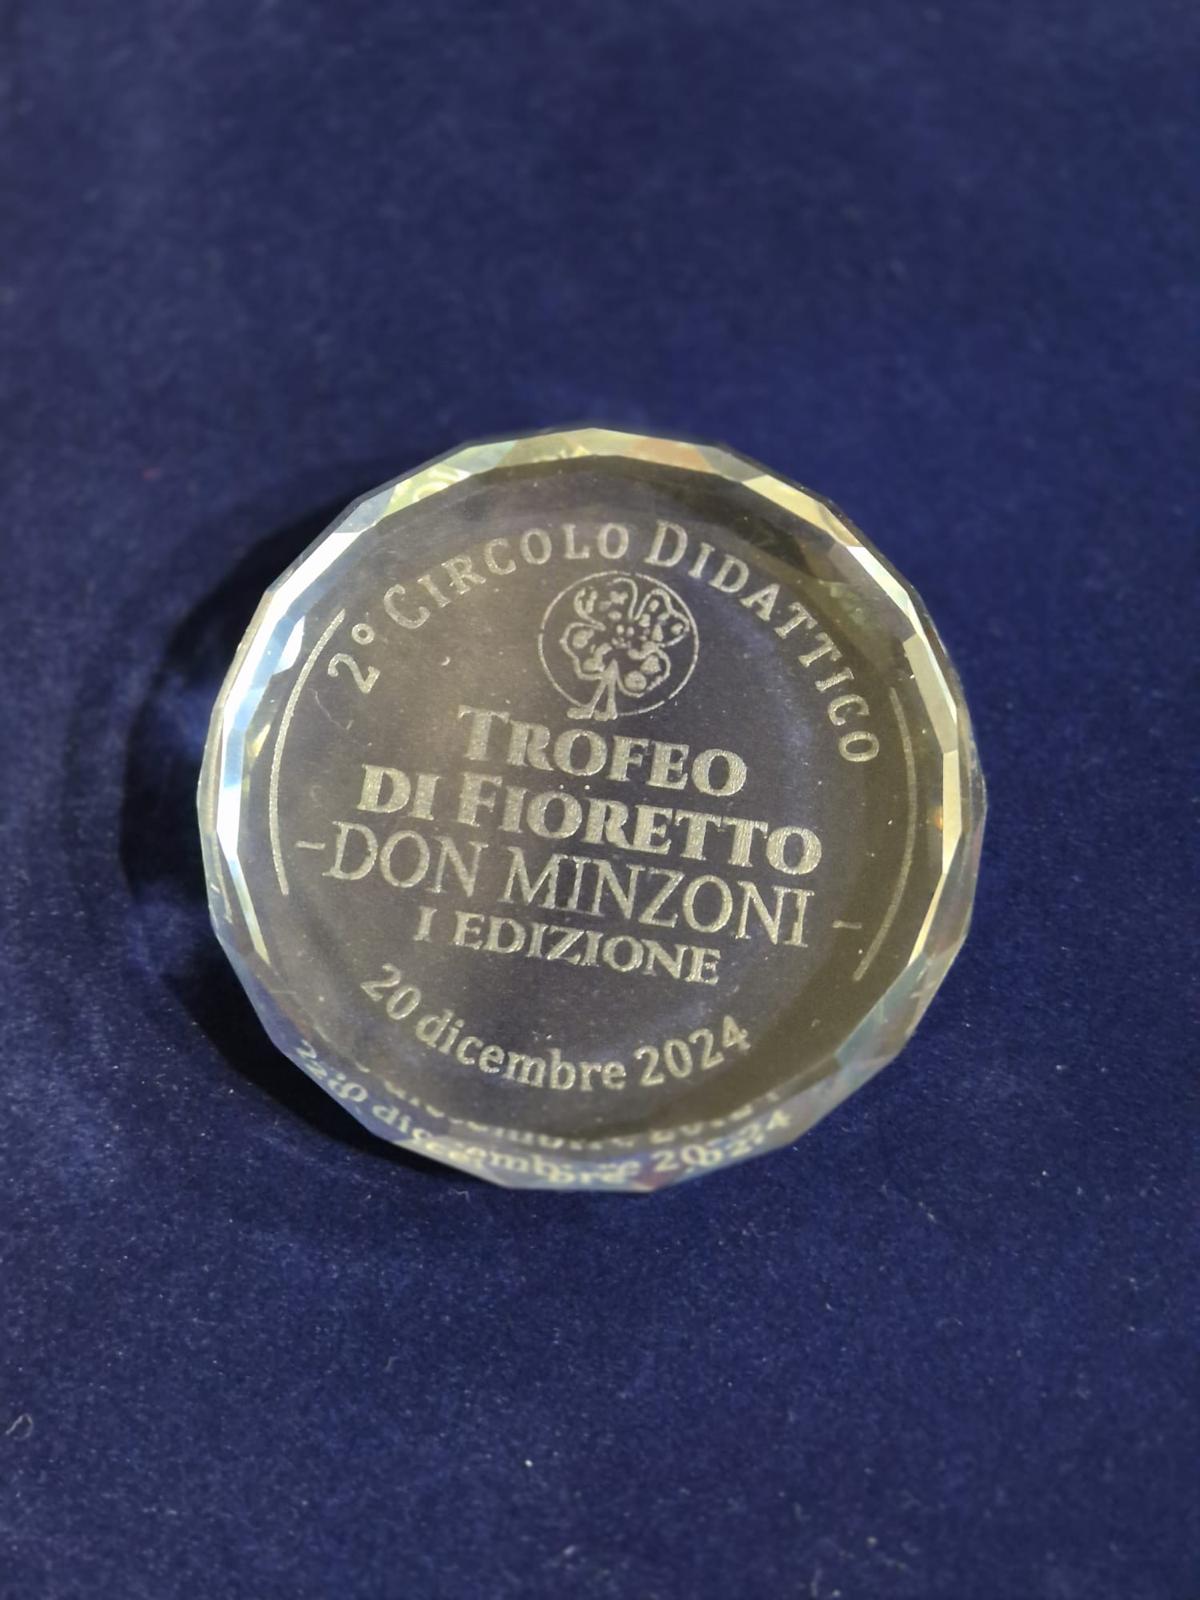 2° Circolo Didattico
Trofeo
di Fioretto
-DON MINZONI -
I EDIZIONE
20 dicembre 2024